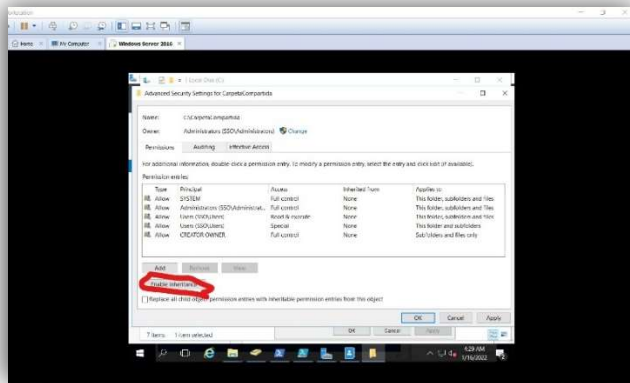 Home
My Computer
Windows Server 2016
Local Disk (C:)
Advanced Security Settings for CarpetaCompartida
Name: C:\CarpetaCompartida
Owner: Administrators (SSO\Administrators) Change
Permissions Auditing Effective Access
For additional information, double-click a permission entry. To modify a permission entry, select the entry and click Edit (if available).
Permission entries:
Type Principal Access Inherited from Applies to
Allow SYSTEM Full control None This folder, subfolders and files
Allow Administrators (SSO\Administrat... Full control None This folder, subfolders and files
Allow Users (SSO\Users) Read & execute None This folder, subfolders and files
Allow Users (SSO\Users) Special None This folder and subfolders
Allow CREATOR OWNER Full control None Subfolders and files only
Add Remove View
Enable inheritance
Replace all child object permission entries with inheritable permission entries from this object
OK Cancel Apply
7 items 1 item selected
OK Cancel Apply
4:29 AM
1/16/2022